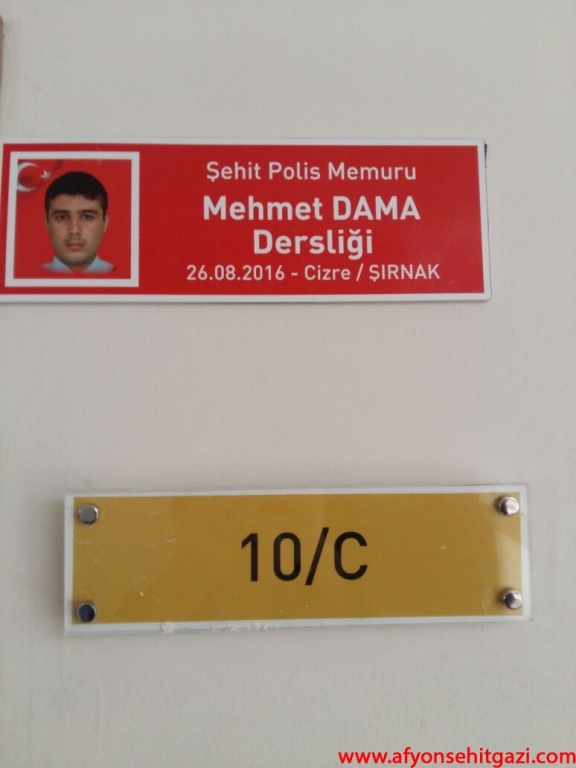 Şehit Polis Memuru
Mehmet DAMA
Dersliği
26.08.2016 - Cizre / ŞIRNAK
10/C
www.afyonsehitgazi.com